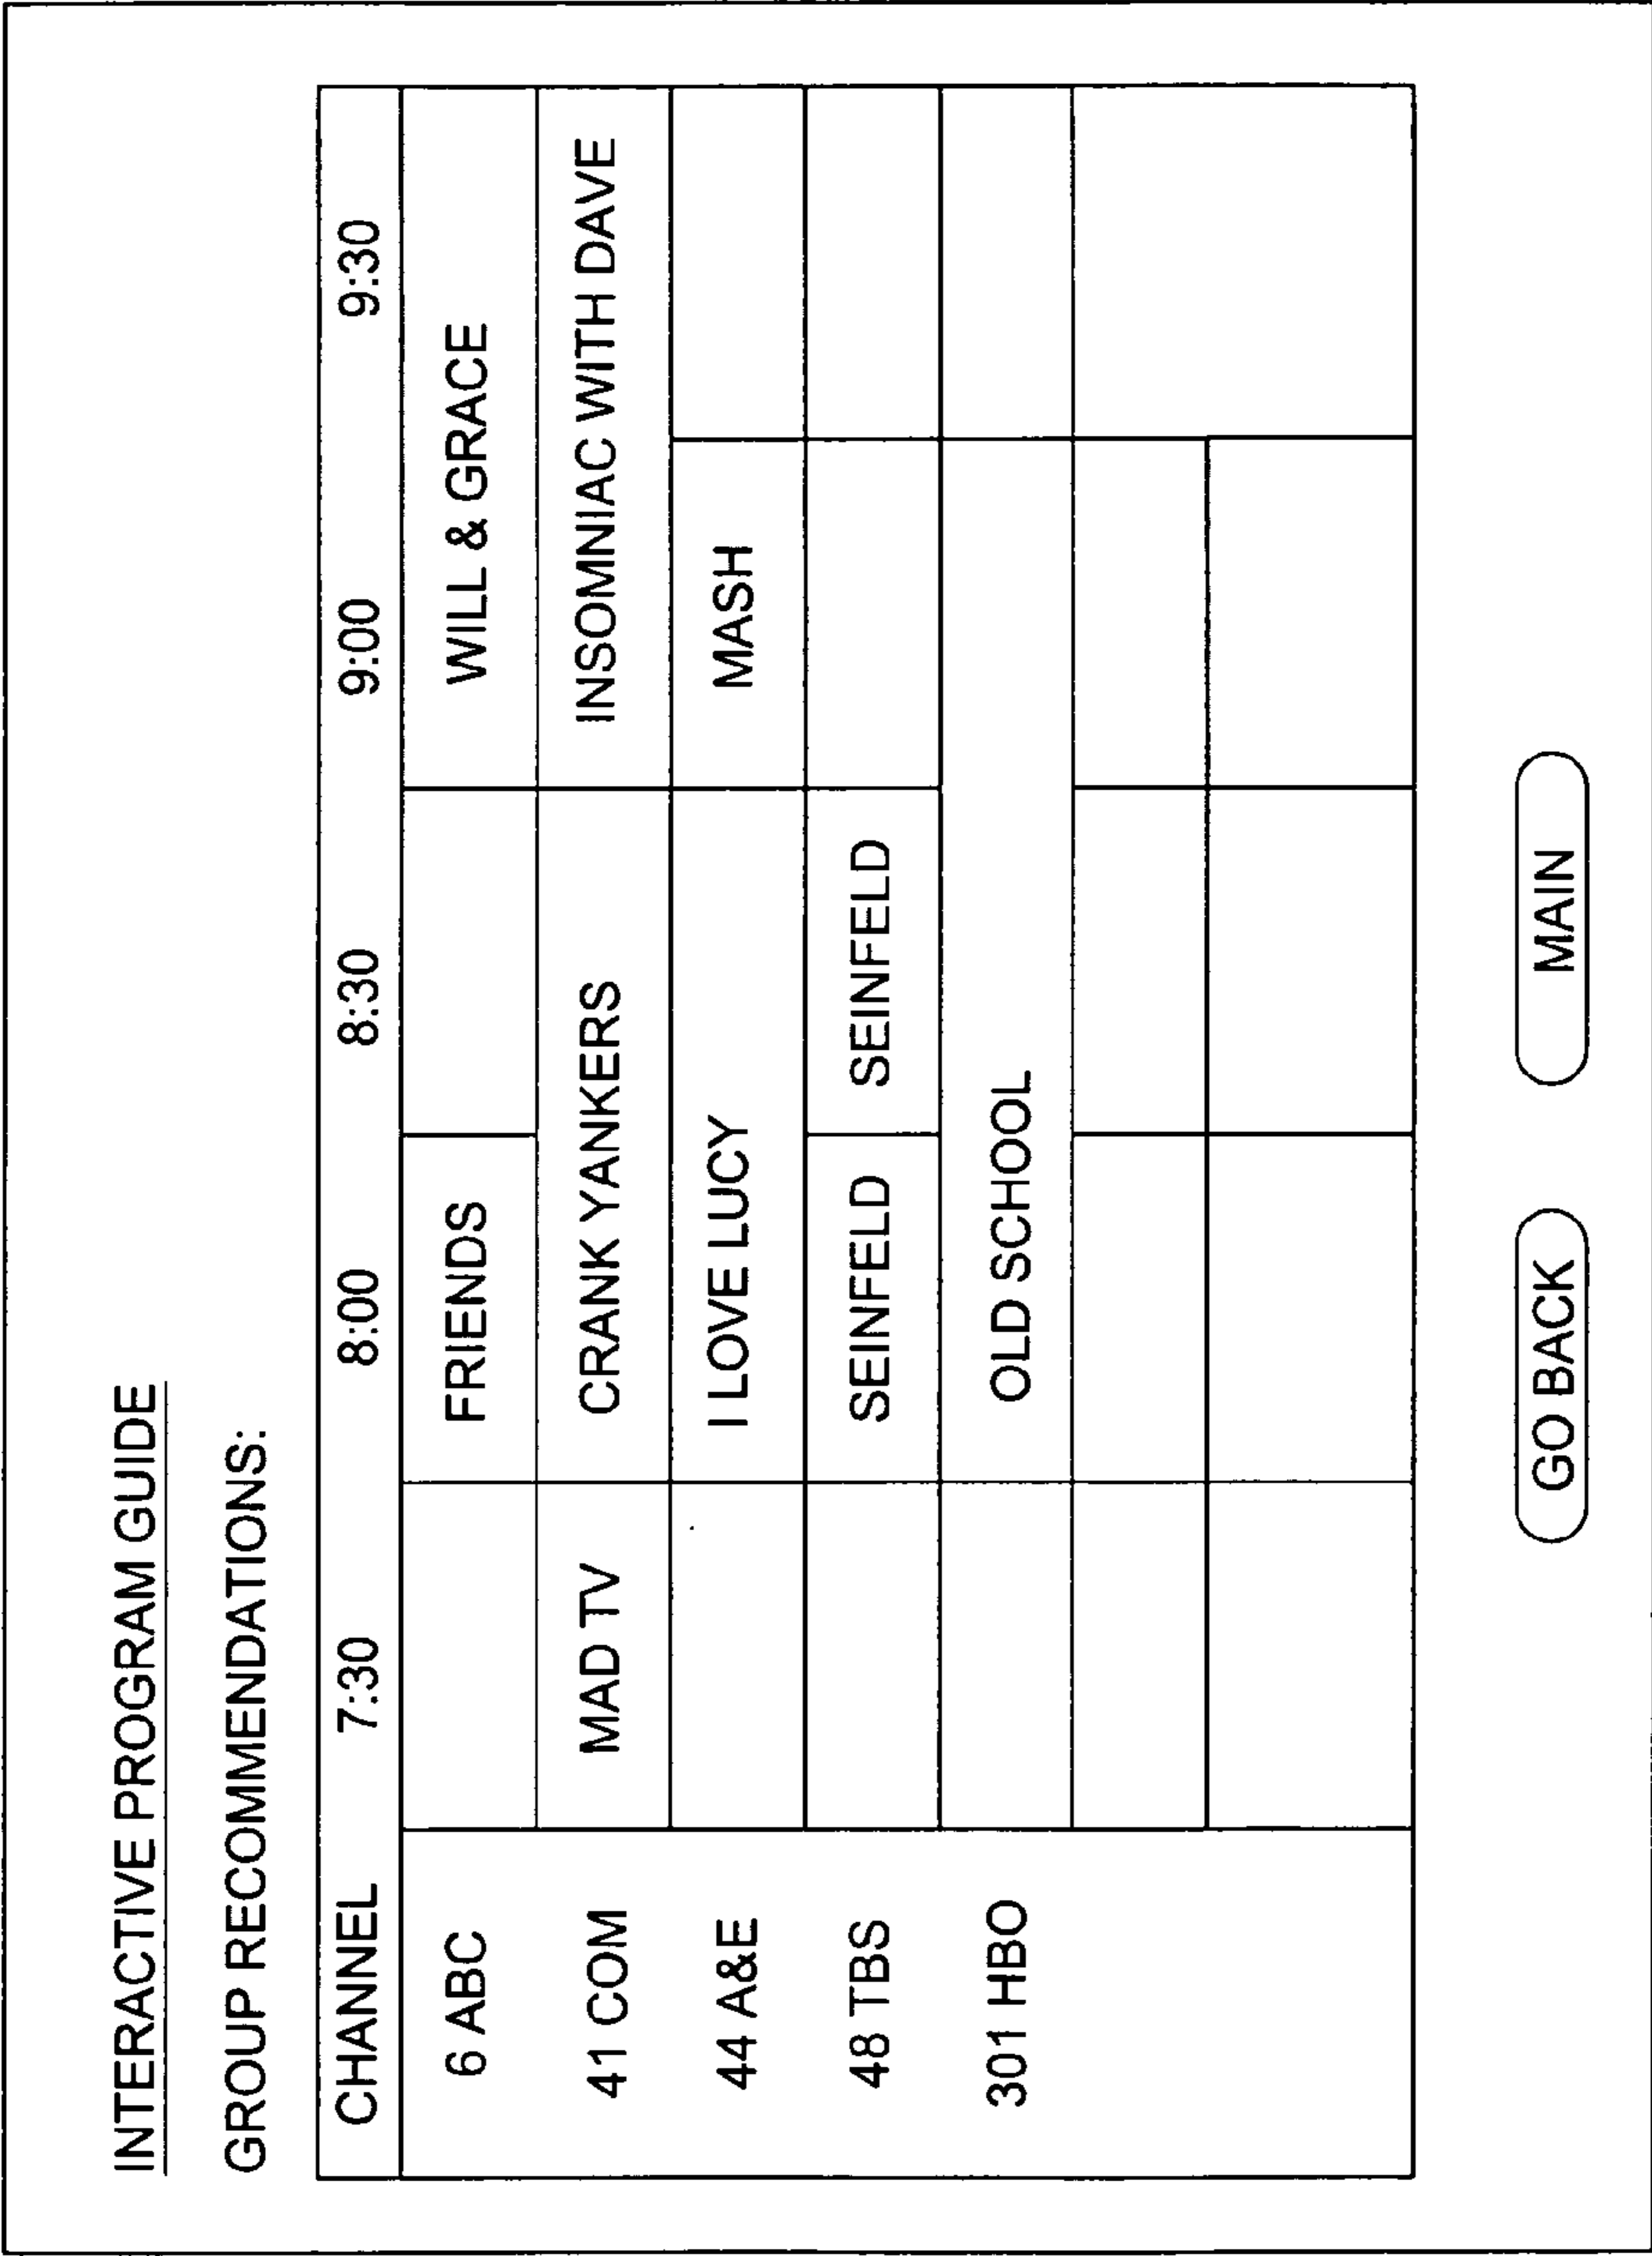 INTERACTIVE PROGRAM GUIDE
GROUP RECOMMENDATIONS:
CHANNEL 7:30 8:00 8:30 9:00 9:30
6 ABC FRIENDS WILL & GRACE
41 COM MAD TV CRANK YANKERS INSOMNIAC WITH DAVE
44 A&E I LOVE LUCY MASH
48 TBS SEINFELD SEINFELD
301 HBO OLD SCHOOL
GO BACK MAIN